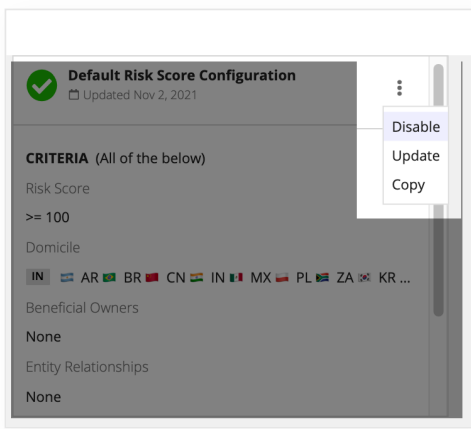 Default Risk Score Configuration
Updated Nov 2, 2021
Disable
Update
Copy
CRITERIA (All of the below)
Risk Score
>= 100
Domicile
IN AR BR CN IN MX PL ZA KR ...
Beneficial Owners
None
Entity Relationships
None